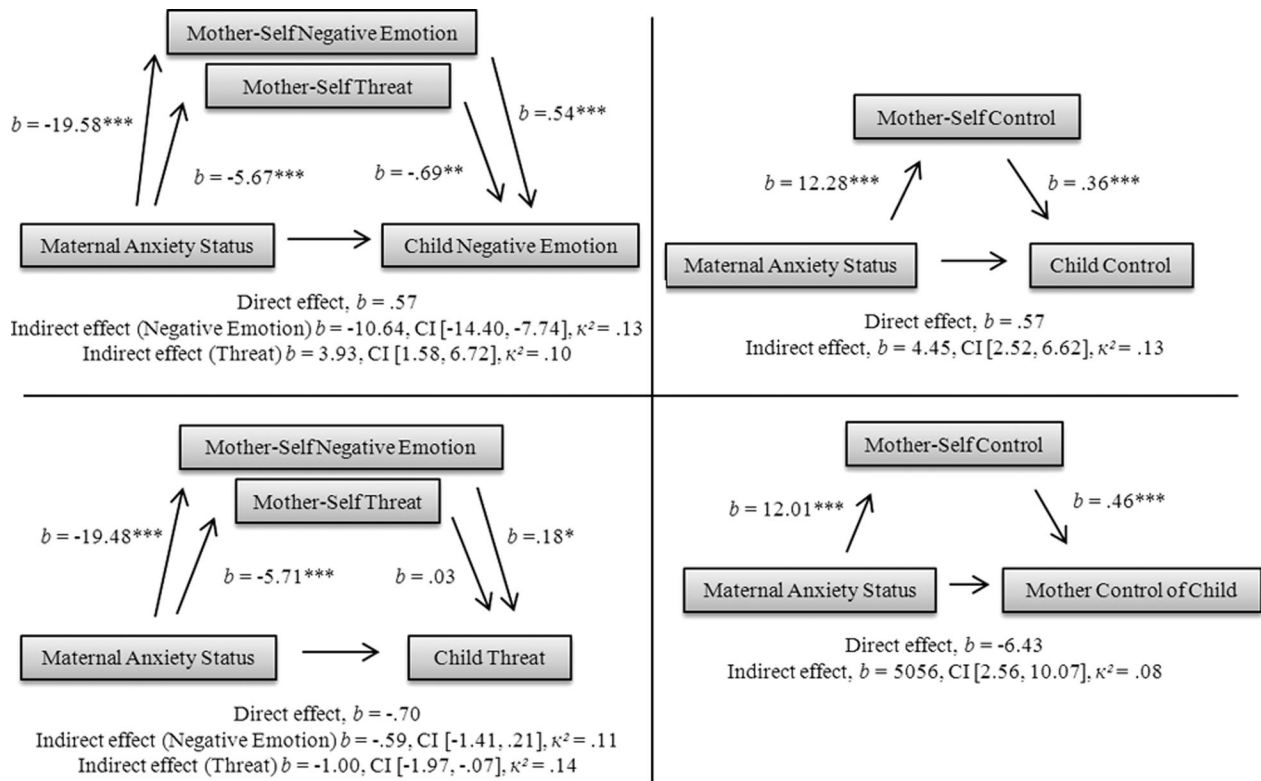 Mother-Self Negative Emotion
Mother-Self Threat
b = -19.58***
b = .54***
b = -5.67***
b = -.69**
Maternal Anxiety Status
Child Negative Emotion
Direct effect, b = .57
Indirect effect (Negative Emotion) b = -10.64, CI [-14.40, -7.74], κ² = .13
Indirect effect (Threat) b = 3.93, CI [1.58, 6.72], κ² = .10
Mother-Self Control
b = 12.28***
b = .36***
Maternal Anxiety Status
Child Control
Direct effect, b = .57
Indirect effect, b = 4.45, CI [2.52, 6.62], κ² = .13
Mother-Self Negative Emotion
Mother-Self Threat
b = -19.48***
b =.18*
b = -5.71***
b = .03
Maternal Anxiety Status
Child Threat
Direct effect, b = -.70
Indirect effect (Negative Emotion) b = -.59, CI [-1.41, .21], κ² = .11
Indirect effect (Threat) b = -1.00, CI [-1.97, -.07], κ² = .14
Mother-Self Control
b = 12.01***
b = .46***
Maternal Anxiety Status
Mother Control of Child
Direct effect, b = -6.43
Indirect effect, b = 5056, CI [2.56, 10.07], κ² = .08